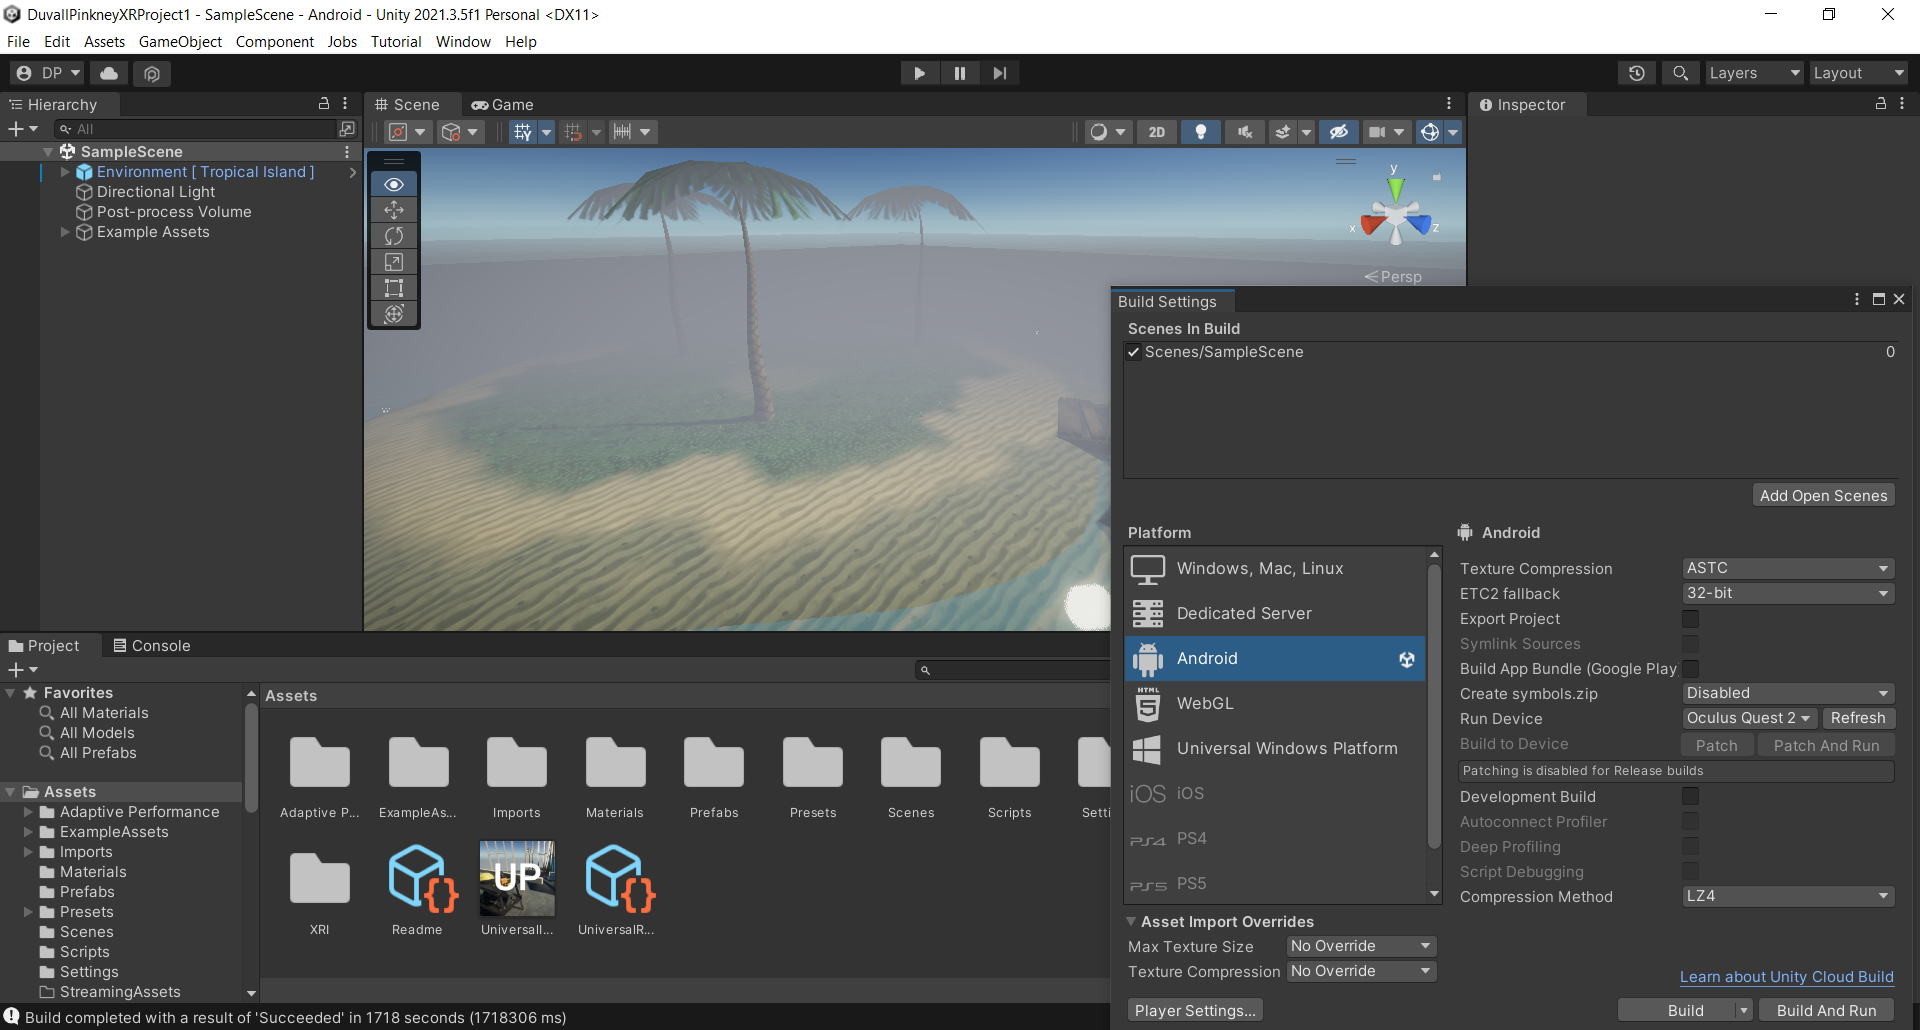 DuvallPinkneyXRProject1 - SampleScene - Android - Unity 2021.3.5f1 Personal <DX11>
File Edit Assets GameObject Component Jobs Tutorial Window Help
DP Layers Layout
Hierarchy
All
SampleScene
Environment [ Tropical Island ]
Directional Light
Post-process Volume
Example Assets
Scene Game
2D
y
x
z
Persp
Inspector
Build Settings
Scenes In Build
Scenes/SampleScene 0
Add Open Scenes
Platform
Windows, Mac, Linux
Dedicated Server
Android
HTML
5
WebGL
Universal Windows Platform
iOS iOS
PS4 PS4
PS5 PS5
Android
Texture Compression ASTC
ETC2 fallback 32-bit
Export Project
Symlink Sources
Build App Bundle (Google Play
Create symbols.zip Disabled
Run Device Oculus Quest 2 Refresh
Build to Device Patch Patch And Run
Patching is disabled for Release builds
Development Build
Autoconnect Profiler
Deep Profiling
Script Debugging
Compression Method LZ4
Asset Import Overrides
Max Texture Size No Override
Texture Compression No Override
Learn about Unity Cloud Build
Player Settings... Build Build And Run
Project Console
Favorites
All Materials
All Models
All Prefabs
Assets
Adaptive Performance
ExampleAssets
Imports
Materials
Prefabs
Presets
Scenes
Scripts
Settings
StreamingAssets
Assets
Adaptive P... ExampleAs... Imports Materials Prefabs Presets Scenes Scripts Setti
UP
XRI Readme Universall... UniversalR...
Build completed with a result of 'Succeeded' in 1718 seconds (1718306 ms)